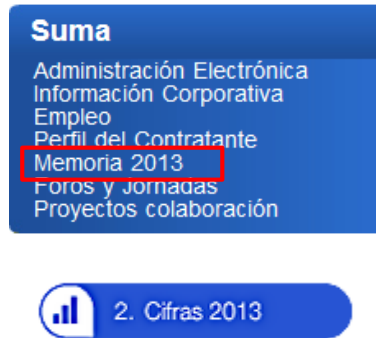 Suma
Administración Electrónica
Información Corporativa
Empleo
Perfil del Contratante
Memoria 2013
Foros y Jornadas
Proyectos colaboración
2. Cifras 2013